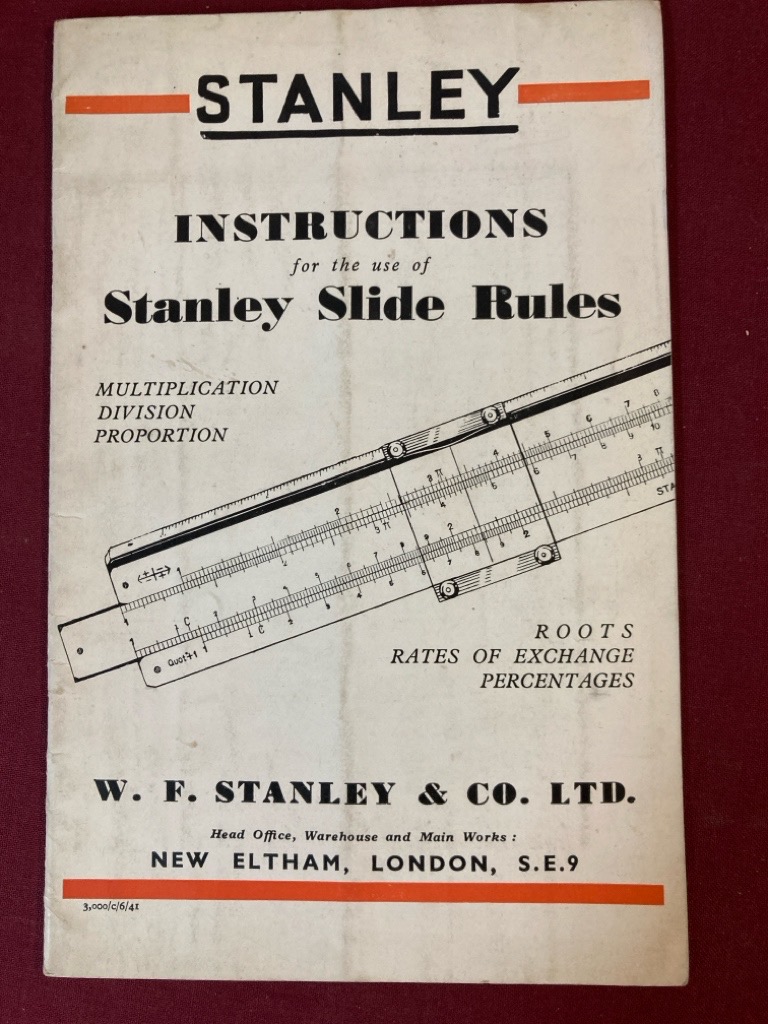 STANLEY
INSTRUCTIONS
for the use of
Stanley Slide Rules
MULTIPLICATION
DIVISION
PROPORTION
ROOTS
RATES OF EXCHANGE
PERCENTAGES
W. F. STANLEY & CO. LTD.
Head Office, Warehouse and Main Works :
NEW ELTHAM, LONDON, S.E.9
3,000/c/6/41